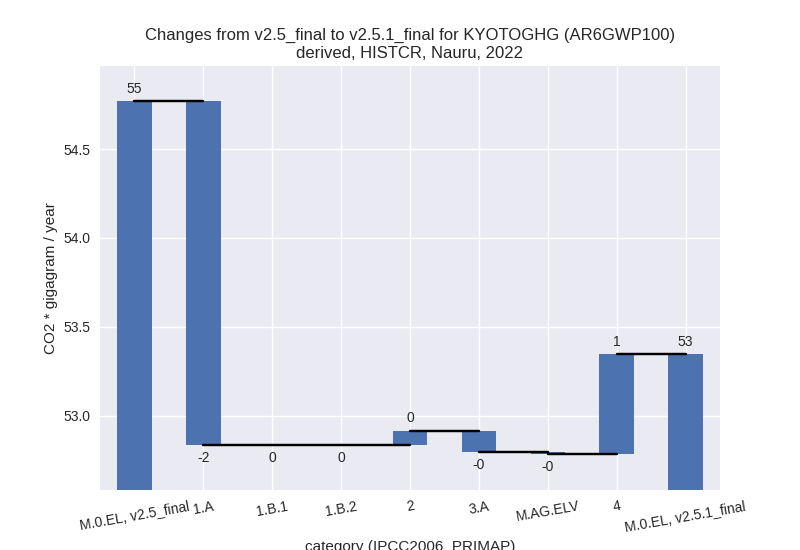 Changes from v2.5_final to v2.5.1_final for KYOTOGHG (AR6GWP100)
derived, HISTCR, Nauru, 2022
CO2 * gigagram / year
54.5
54.0
53.5
53.0
55
-2
0
0
0
-0
-0
1
53
M.0.EL, v2.5_final
1.A
1.B.1
1.B.2
2
3.A
M.AG.ELV
4
M.0.EL, v2.5.1_final
category (IPCC2006_PRIMAP)